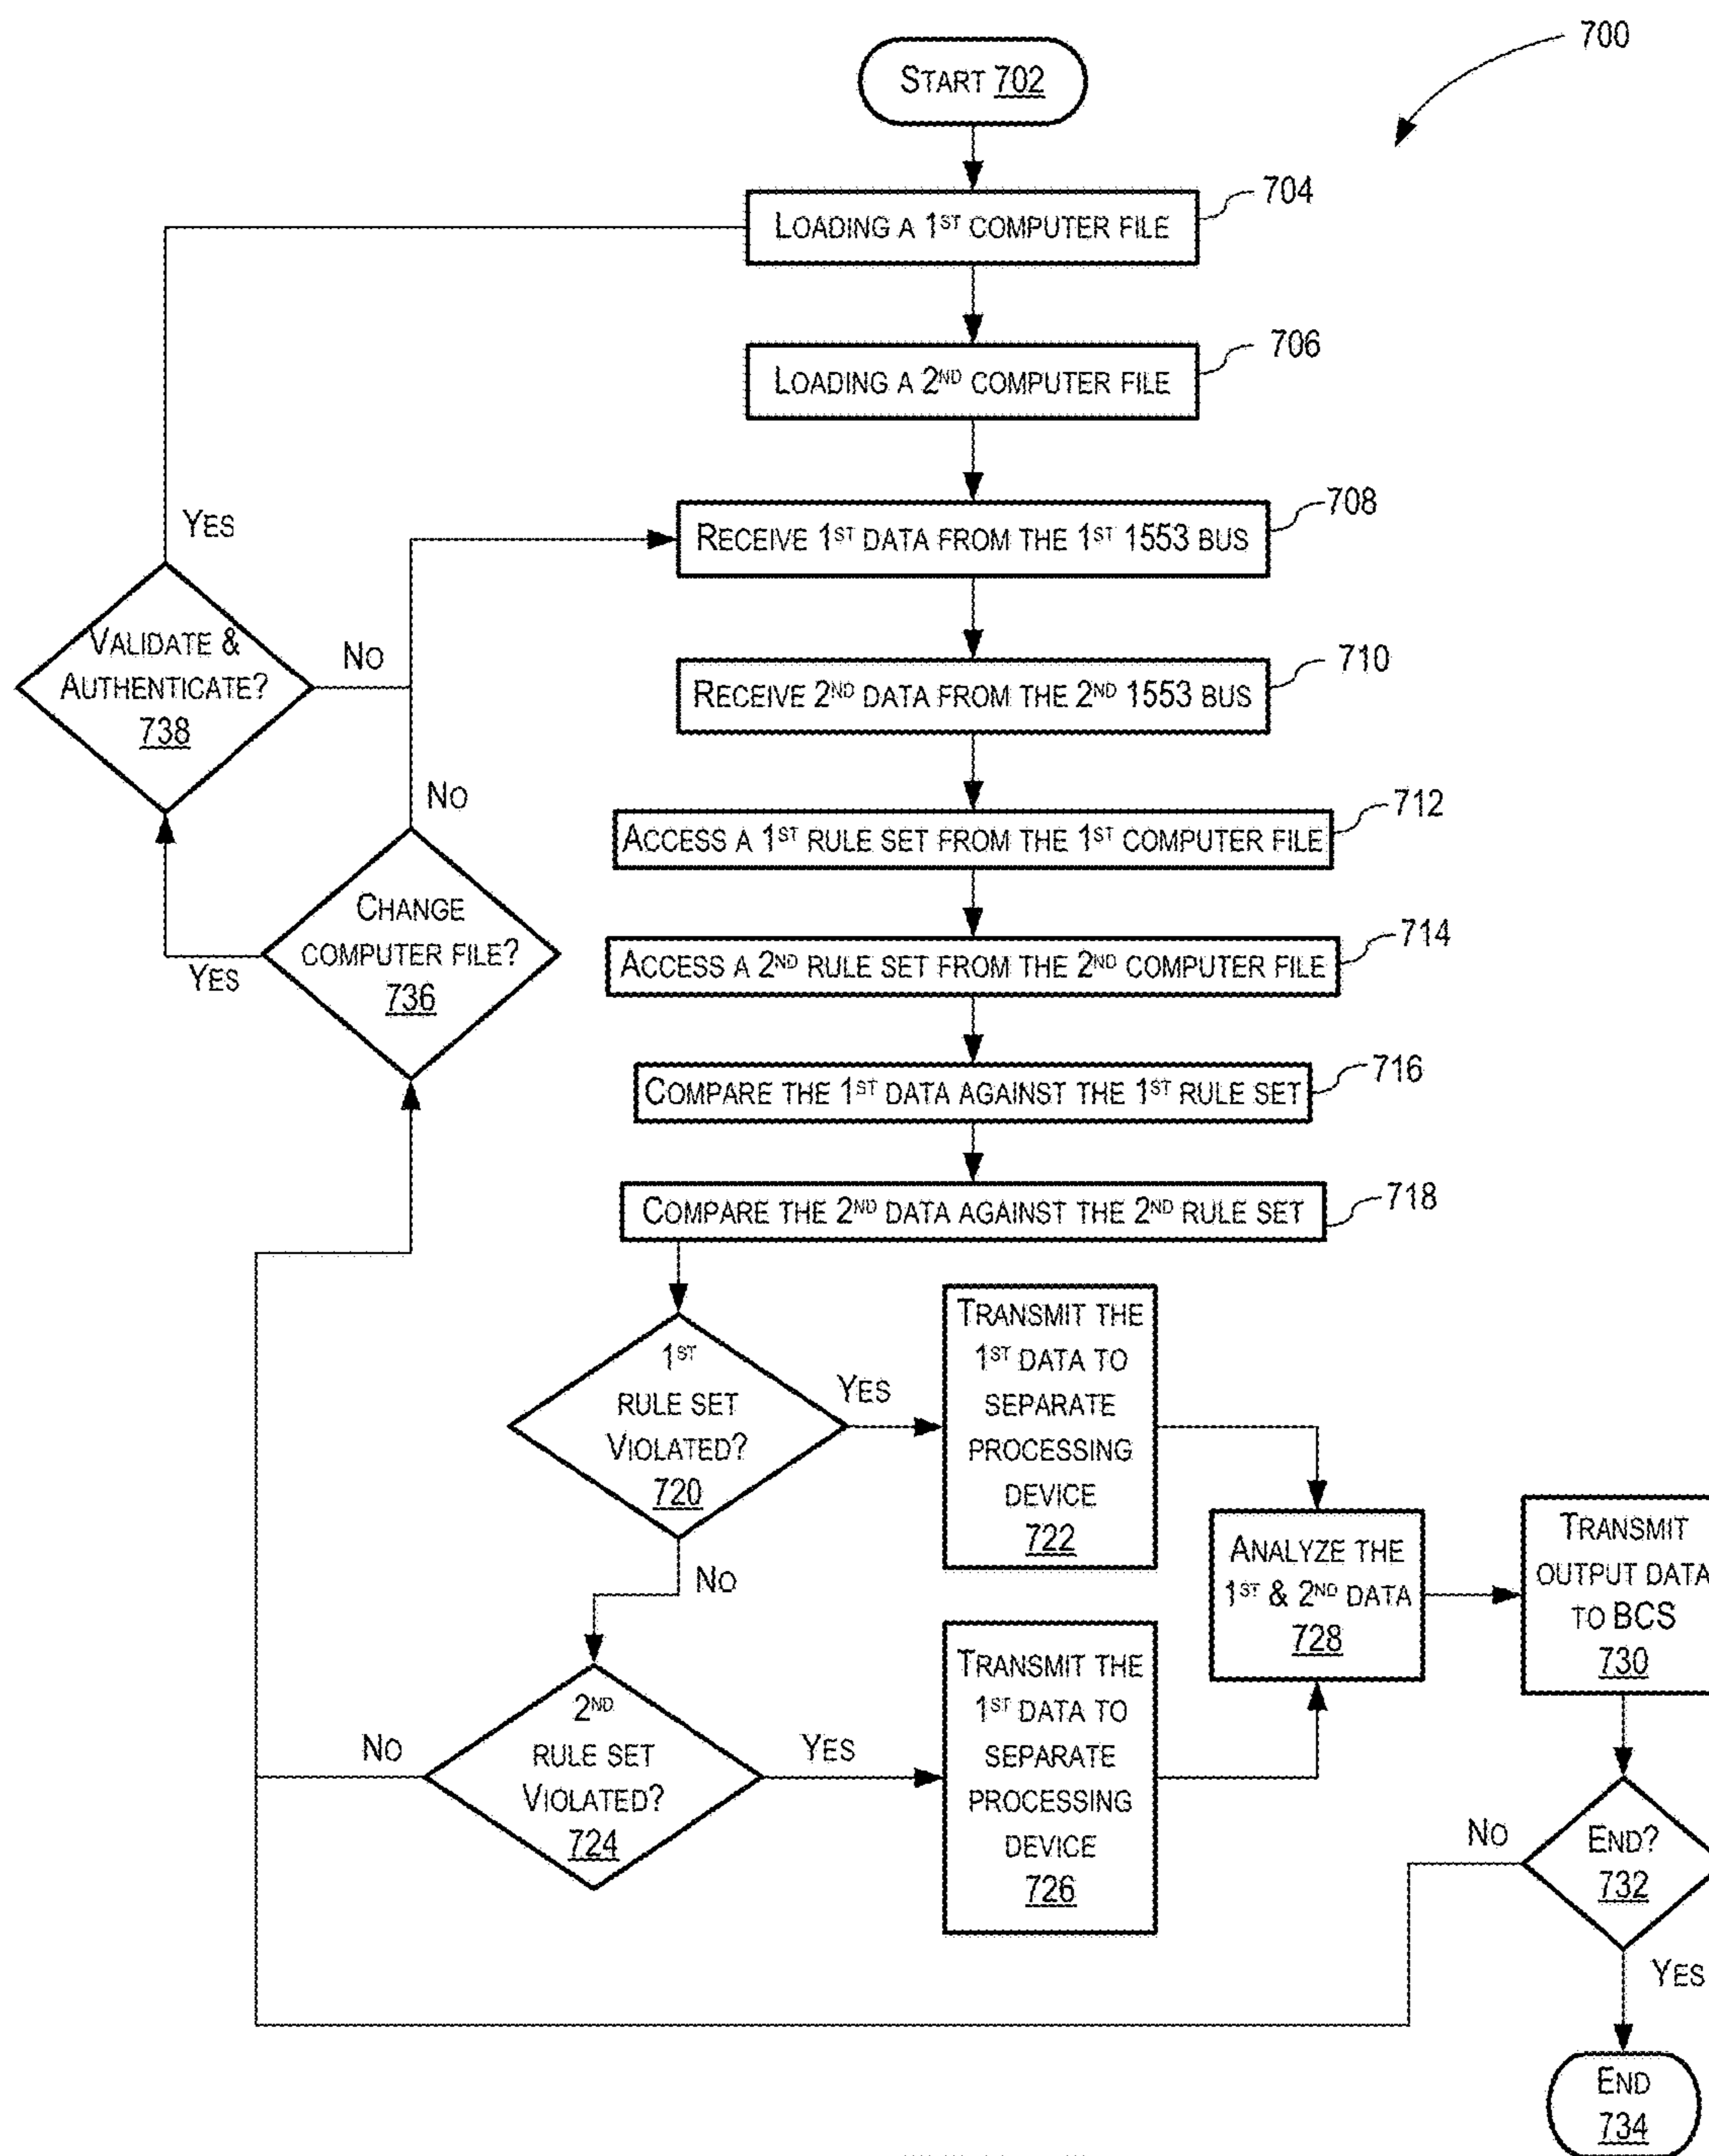 700
START 702
704
LOADING A 1ST COMPUTER FILE
706
LOADING A 2ND COMPUTER FILE
708
RECEIVE 1ST DATA FROM THE 1ST 1553 BUS
710
RECEIVE 2ND DATA FROM THE 2ND 1553 BUS
712
ACCESS A 1ST RULE SET FROM THE 1ST COMPUTER FILE
714
ACCESS A 2ND RULE SET FROM THE 2ND COMPUTER FILE
716
COMPARE THE 1ST DATA AGAINST THE 1ST RULE SET
718
COMPARE THE 2ND DATA AGAINST THE 2ND RULE SET
YES
VALIDATE &
AUTHENTICATE?
738
NO
NO
CHANGE
COMPUTER FILE?
736
YES
1ST
RULE SET
VIOLATED?
720
YES
NO
TRANSMIT THE
1ST DATA TO
SEPARATE
PROCESSING
DEVICE
722
2ND
RULE SET
VIOLATED?
724
NO
YES
TRANSMIT THE
1ST DATA TO
SEPARATE
PROCESSING
DEVICE
726
ANALYZE THE
1ST & 2ND DATA
728
TRANSMIT
OUTPUT DATA
TO BCS
730
NO
END?
732
YES
END
734